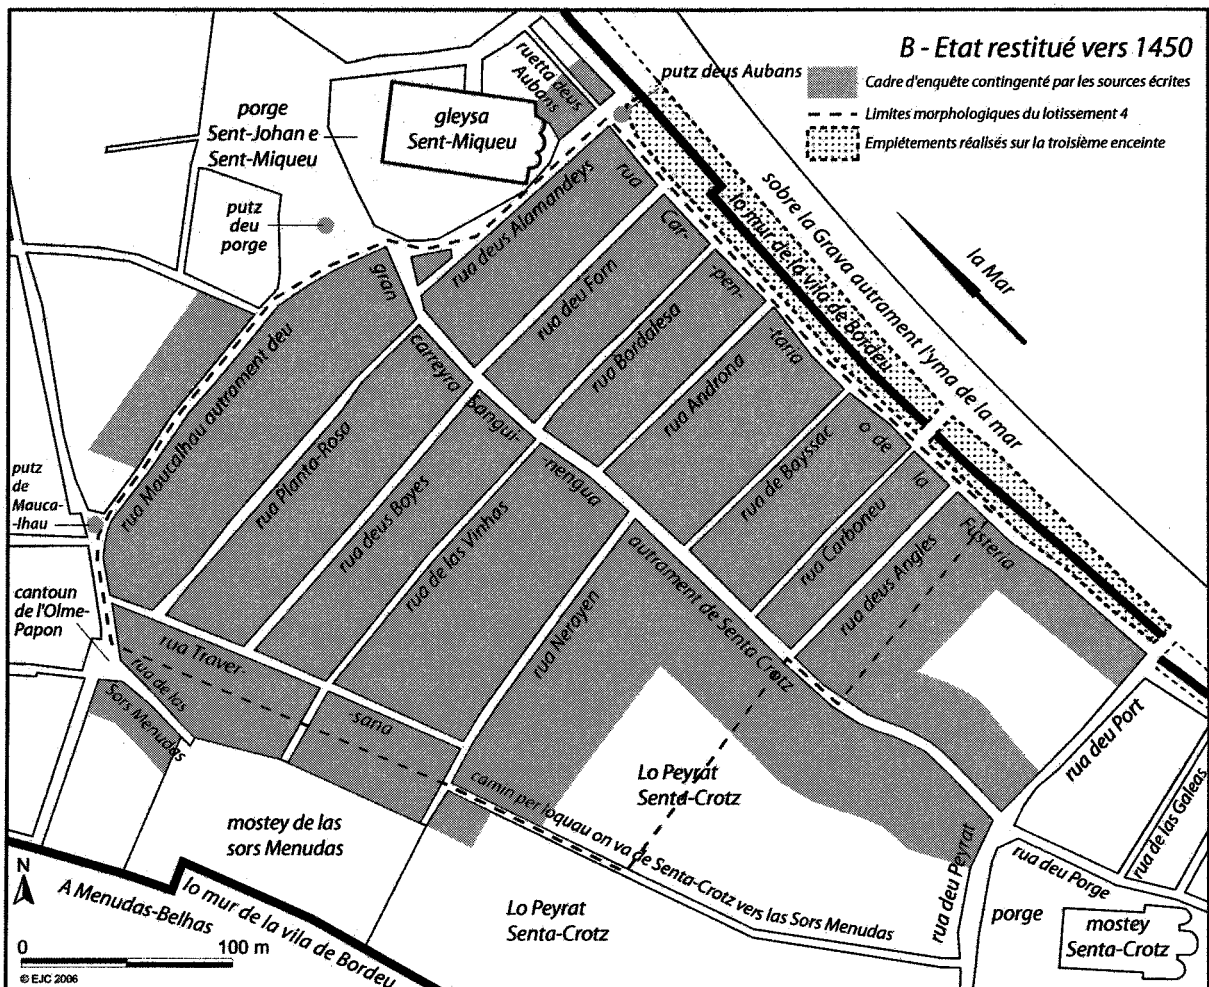 B - Etat restitué vers 1450
Cadre d'enquête contingenté par les sources écrites
Limites morphologiques du lotissement 4
Emplétements réalisés sur la troisième enceinte
putz deus Aubans
ruetta deus
Aubans
gleysa
Sent-Miqueu
porge
Sent-Johan e
Sent-Miqueu
putz
deu
porge
sobre la Grava autrament l'yma de la mar
lo mur de la vila de Bordeu
la Mar
rua
Car-
-pen-
-taria
o de
la
Fusteria
rua deus Alamandeys
rua deu Forn
rua Bordalesa
rua Androna
rua de Bayssac
rua Carboneu
rua deus Angles
gran
carreyra
Sangui-
-nengua
autrament de Senta Crotz
rua Maucalhau autrament deu
rua Planta-Rosa
rua deus Boyes
rua de las Vinhas
rua Nerayen
putz
de
Mauca-
-lhau
cantoun
de l'Olme-
Papon
rua Traver-
-sana
rua de las
Sors Menudas
mostey de las
sors Menudas
Lo Peyrat
Senta-Crotz
camin per loquau on va de Senta-Crotz vers las Sors Menudas
Lo Peyrat
Senta-Crotz
rua deu Peyrat
rua deu Port
rua de las Galeas
rua deu Porge
porge
mostey
Senta-Crotz
N
A Menudas-Belhas
lo mur de la vila de Bordeu
0 100 m
© EJC 2006